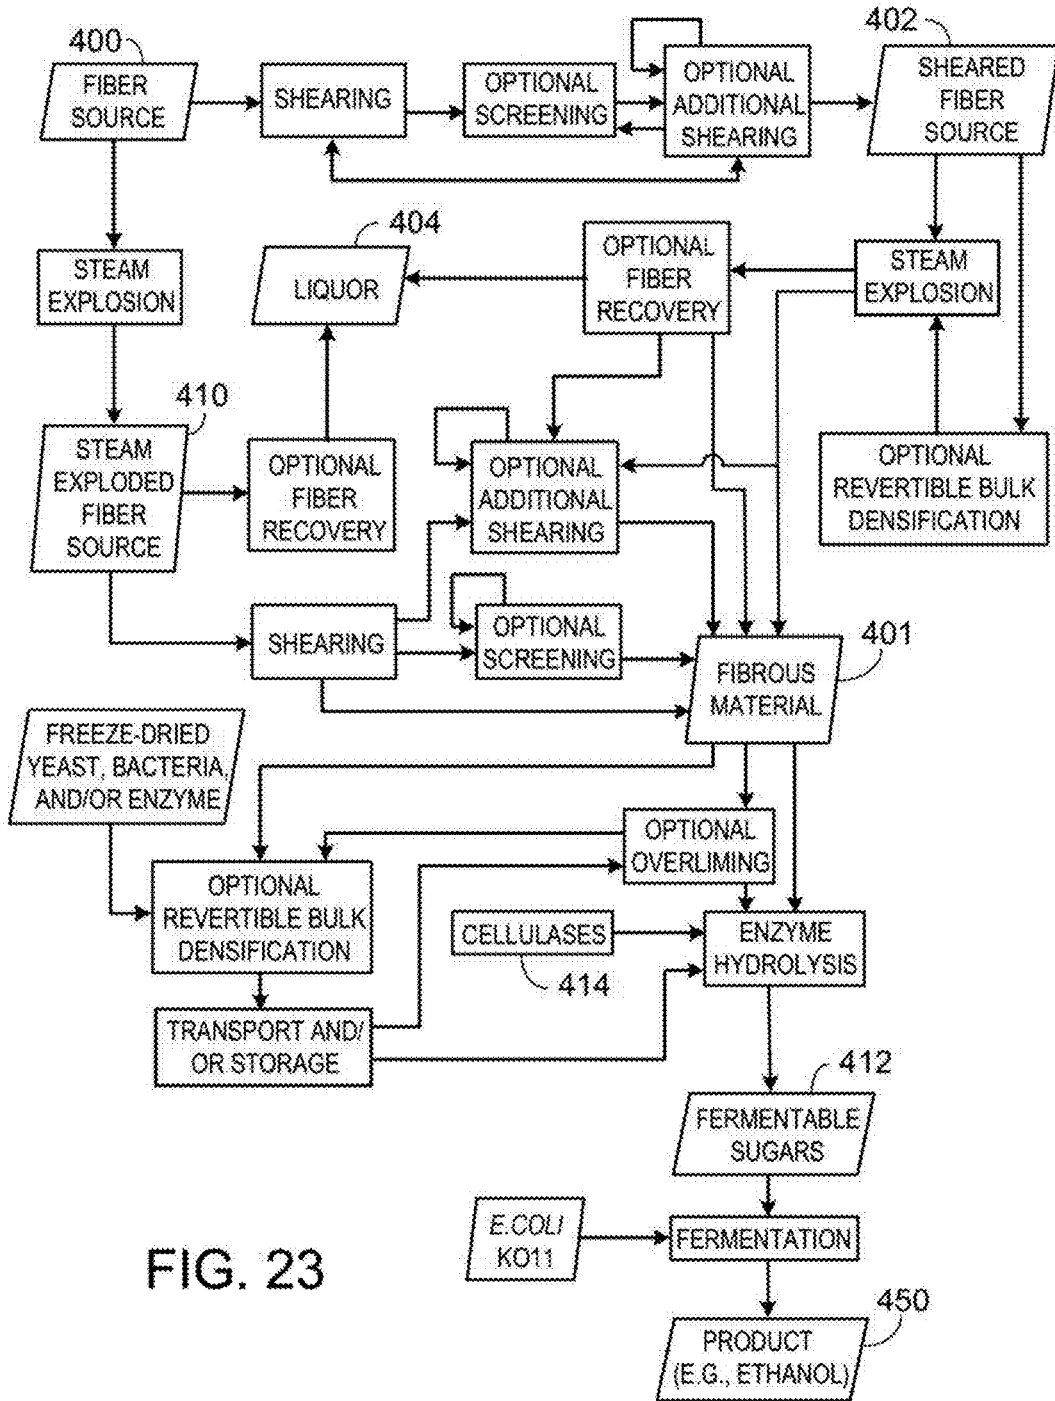 400
FIBER
SOURCE
SHEARING
OPTIONAL
SCREENING
OPTIONAL
ADDITIONAL
SHEARING
402
SHEARED
FIBER
SOURCE
STEAM
EXPLOSION
404
LIQUOR
OPTIONAL
FIBER
RECOVERY
STEAM
EXPLOSION
410
STEAM
EXPLODED
FIBER
SOURCE
OPTIONAL
FIBER
RECOVERY
OPTIONAL
ADDITIONAL
SHEARING
OPTIONAL
REVERTIBLE BULK
DENSIFICATION
SHEARING
OPTIONAL
SCREENING
401
FIBROUS
MATERIAL
FREEZE-DRIED
YEAST, BACTERIA,
AND/OR ENZYME
OPTIONAL
OVERLIMING
OPTIONAL
REVERTIBLE BULK
DENSIFICATION
CELLULASES
414
ENZYME
HYDROLYSIS
TRANSPORT AND/
OR STORAGE
412
FERMENTABLE
SUGARS
E.COLI
KO11
FERMENTATION
FIG. 23
450
PRODUCT
(E.G., ETHANOL)